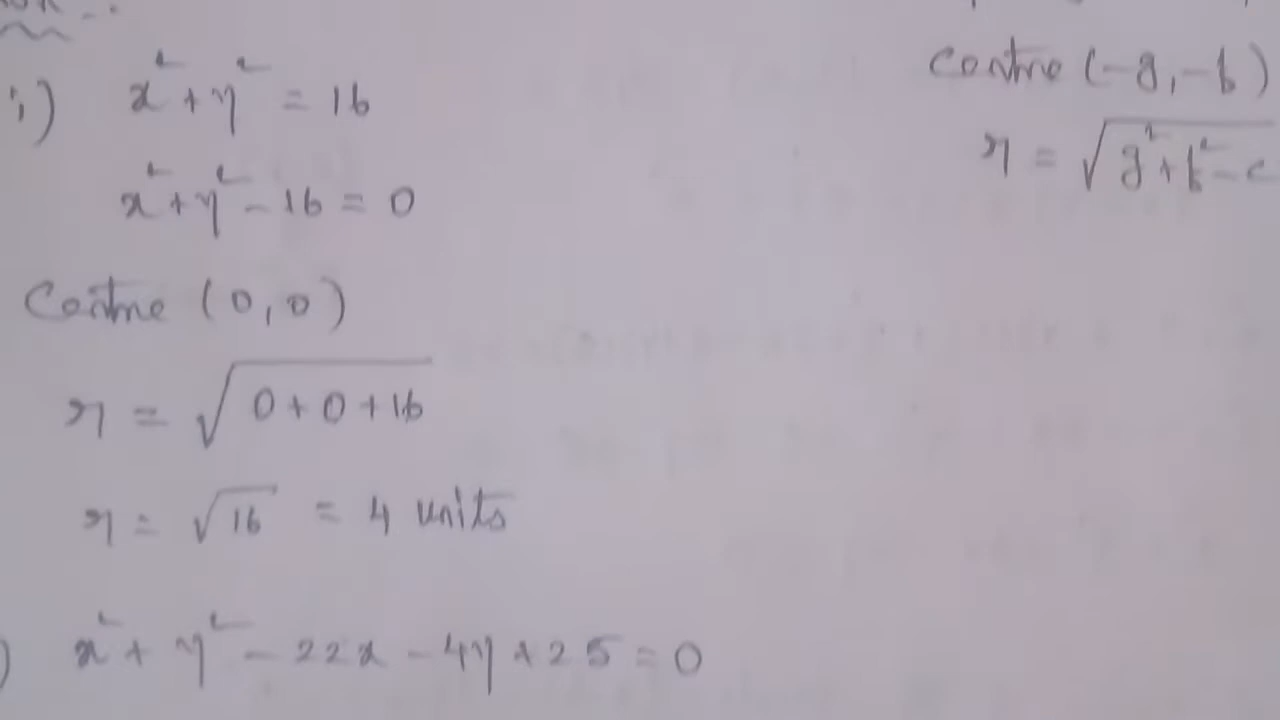 i) x² + y² = 16
x² + y² - 16 = 0
Centre (0, 0)
r = √0 + 0 + 16
r = √16 = 4 units
) x² + y² - 22x - 4y + 25 = 0
Centre (-g, -f)
r = √g² + f² - c